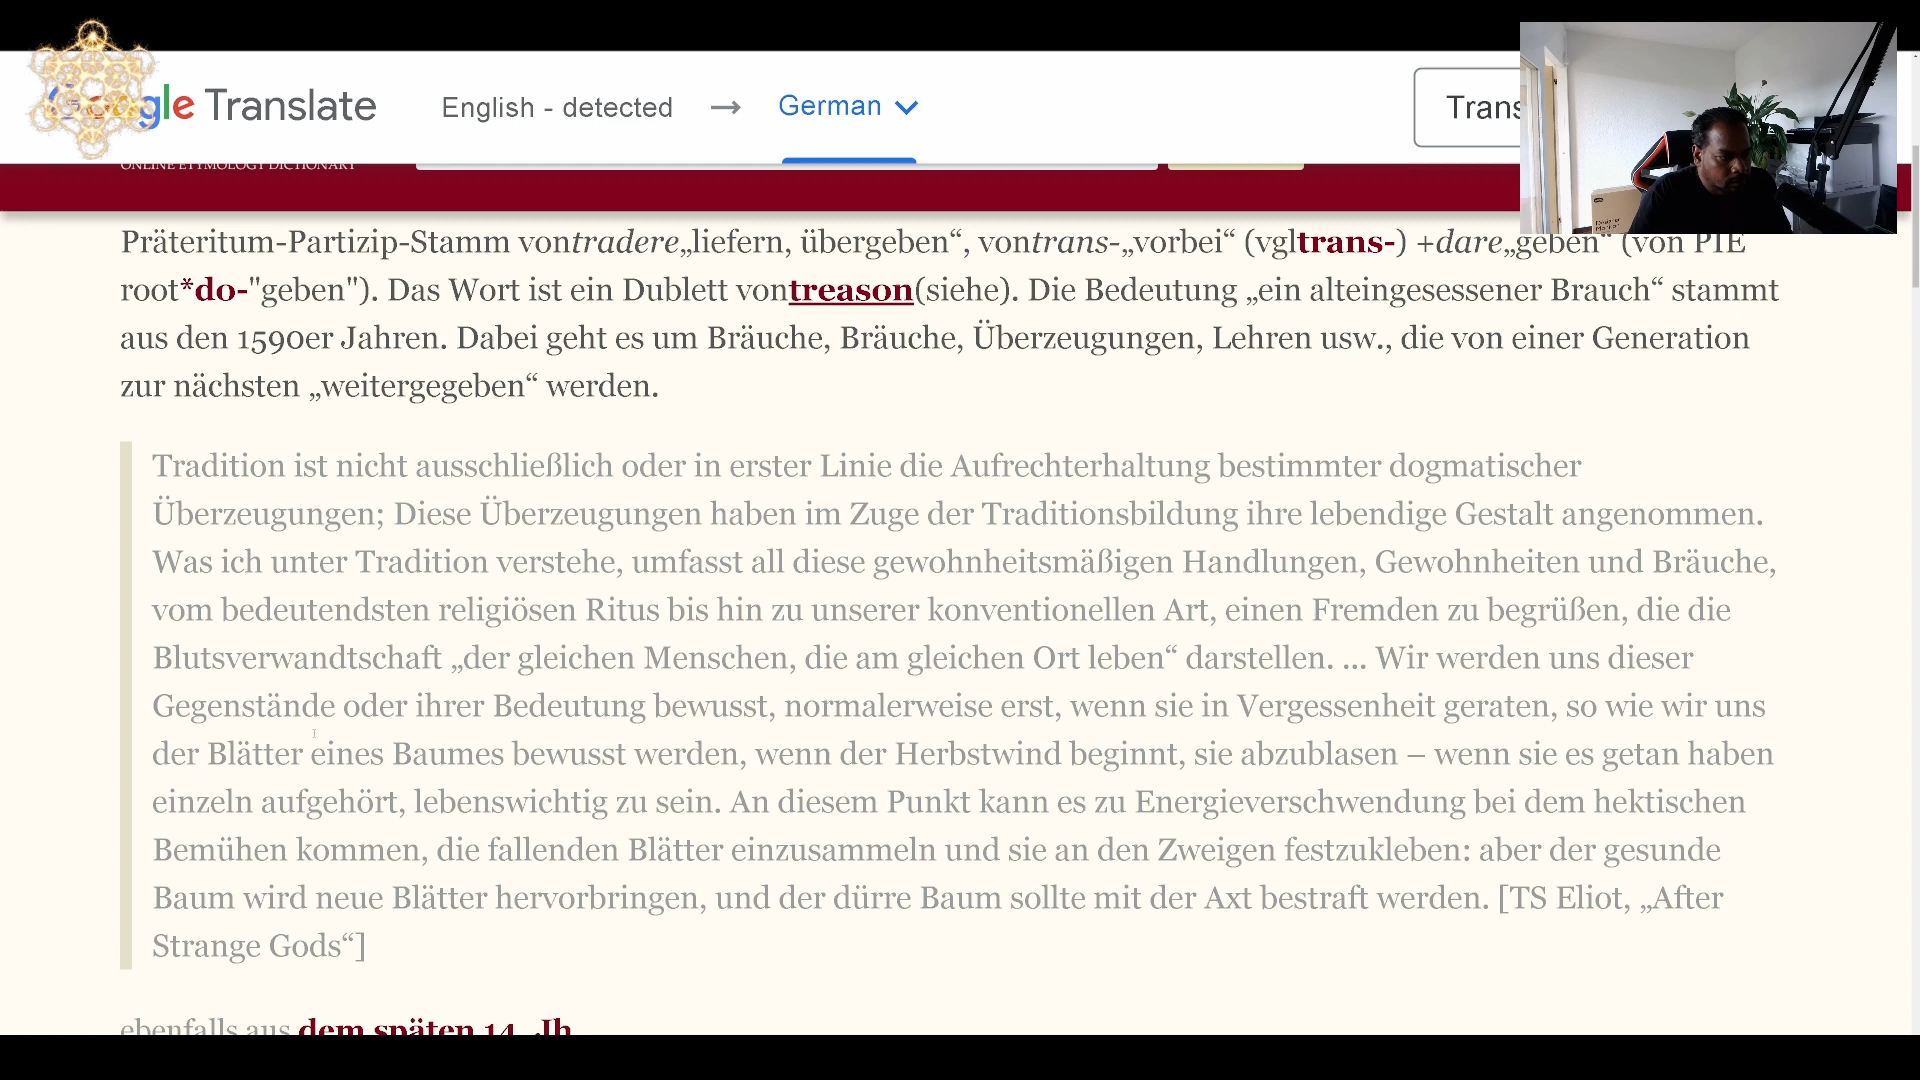 Google Translate English - detected → German Trans
ONLINE ETYMOLOGY DICTIONARY
Präteritum-Partizip-Stamm vontradere„liefern, übergeben“, vontrans-„vorbei“ (vgltrans-) +dare„geben“ (von PIE
root*do-"geben"). Das Wort ist ein Dublett vontreason(siehe). Die Bedeutung „ein alteingesessener Brauch“ stammt
aus den 1590er Jahren. Dabei geht es um Bräuche, Bräuche, Überzeugungen, Lehren usw., die von einer Generation
zur nächsten „weitergegeben“ werden.
Tradition ist nicht ausschließlich oder in erster Linie die Aufrechterhaltung bestimmter dogmatischer
Überzeugungen; Diese Überzeugungen haben im Zuge der Traditionsbildung ihre lebendige Gestalt angenommen.
Was ich unter Tradition verstehe, umfasst all diese gewohnheitsmäßigen Handlungen, Gewohnheiten und Bräuche,
vom bedeutendsten religiösen Ritus bis hin zu unserer konventionellen Art, einen Fremden zu begrüßen, die die
Blutsverwandtschaft „der gleichen Menschen, die am gleichen Ort leben“ darstellen. ... Wir werden uns dieser
Gegenstände oder ihrer Bedeutung bewusst, normalerweise erst, wenn sie in Vergessenheit geraten, so wie wir uns
der Blätter eines Baumes bewusst werden, wenn der Herbstwind beginnt, sie abzublasen – wenn sie es getan haben
einzeln aufgehört, lebenswichtig zu sein. An diesem Punkt kann es zu Energieverschwendung bei dem hektischen
Bemühen kommen, die fallenden Blätter einzusammeln und sie an den Zweigen festzukleben: aber der gesunde
Baum wird neue Blätter hervorbringen, und der dürre Baum sollte mit der Axt bestraft werden. [TS Eliot, „After
Strange Gods“]
ebenfalls aus dem späten 14. Jh